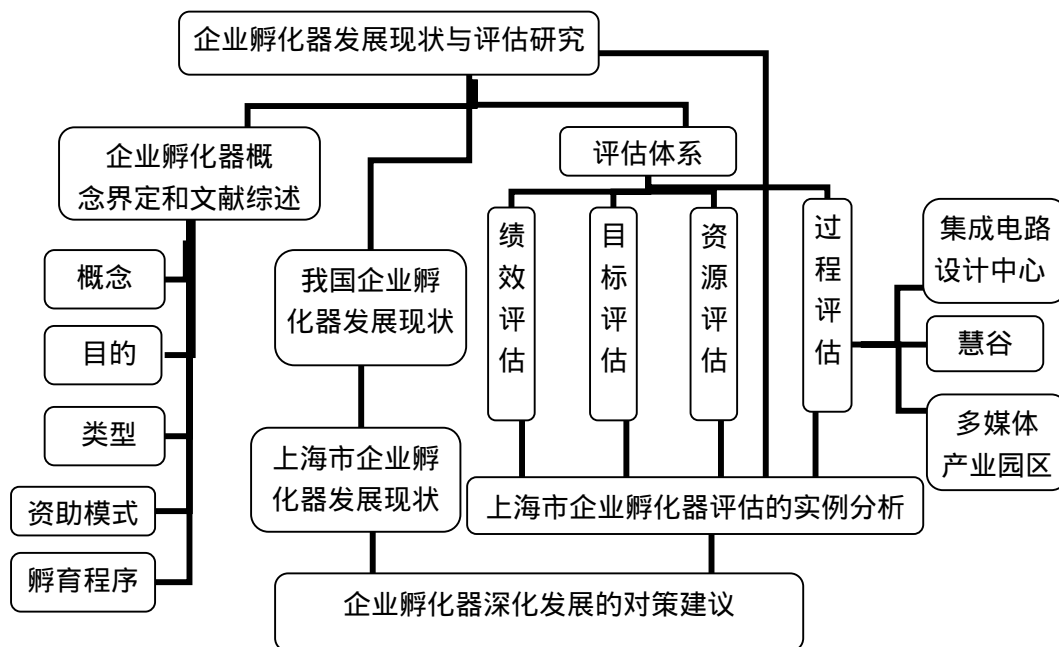 企业孵化器发展现状与评估研究
企业孵化器概
念界定和文献综述
评估体系
概念
目的
类型
资助模式
孵育程序
我国企业孵
化器发展现状
上海市企业孵
化器发展现状
绩效评估
目标评估
资源评估
过程评估
集成电路
设计中心
慧谷
多媒体
产业园区
上海市企业孵化器评估的实例分析
企业孵化器深化发展的对策建议